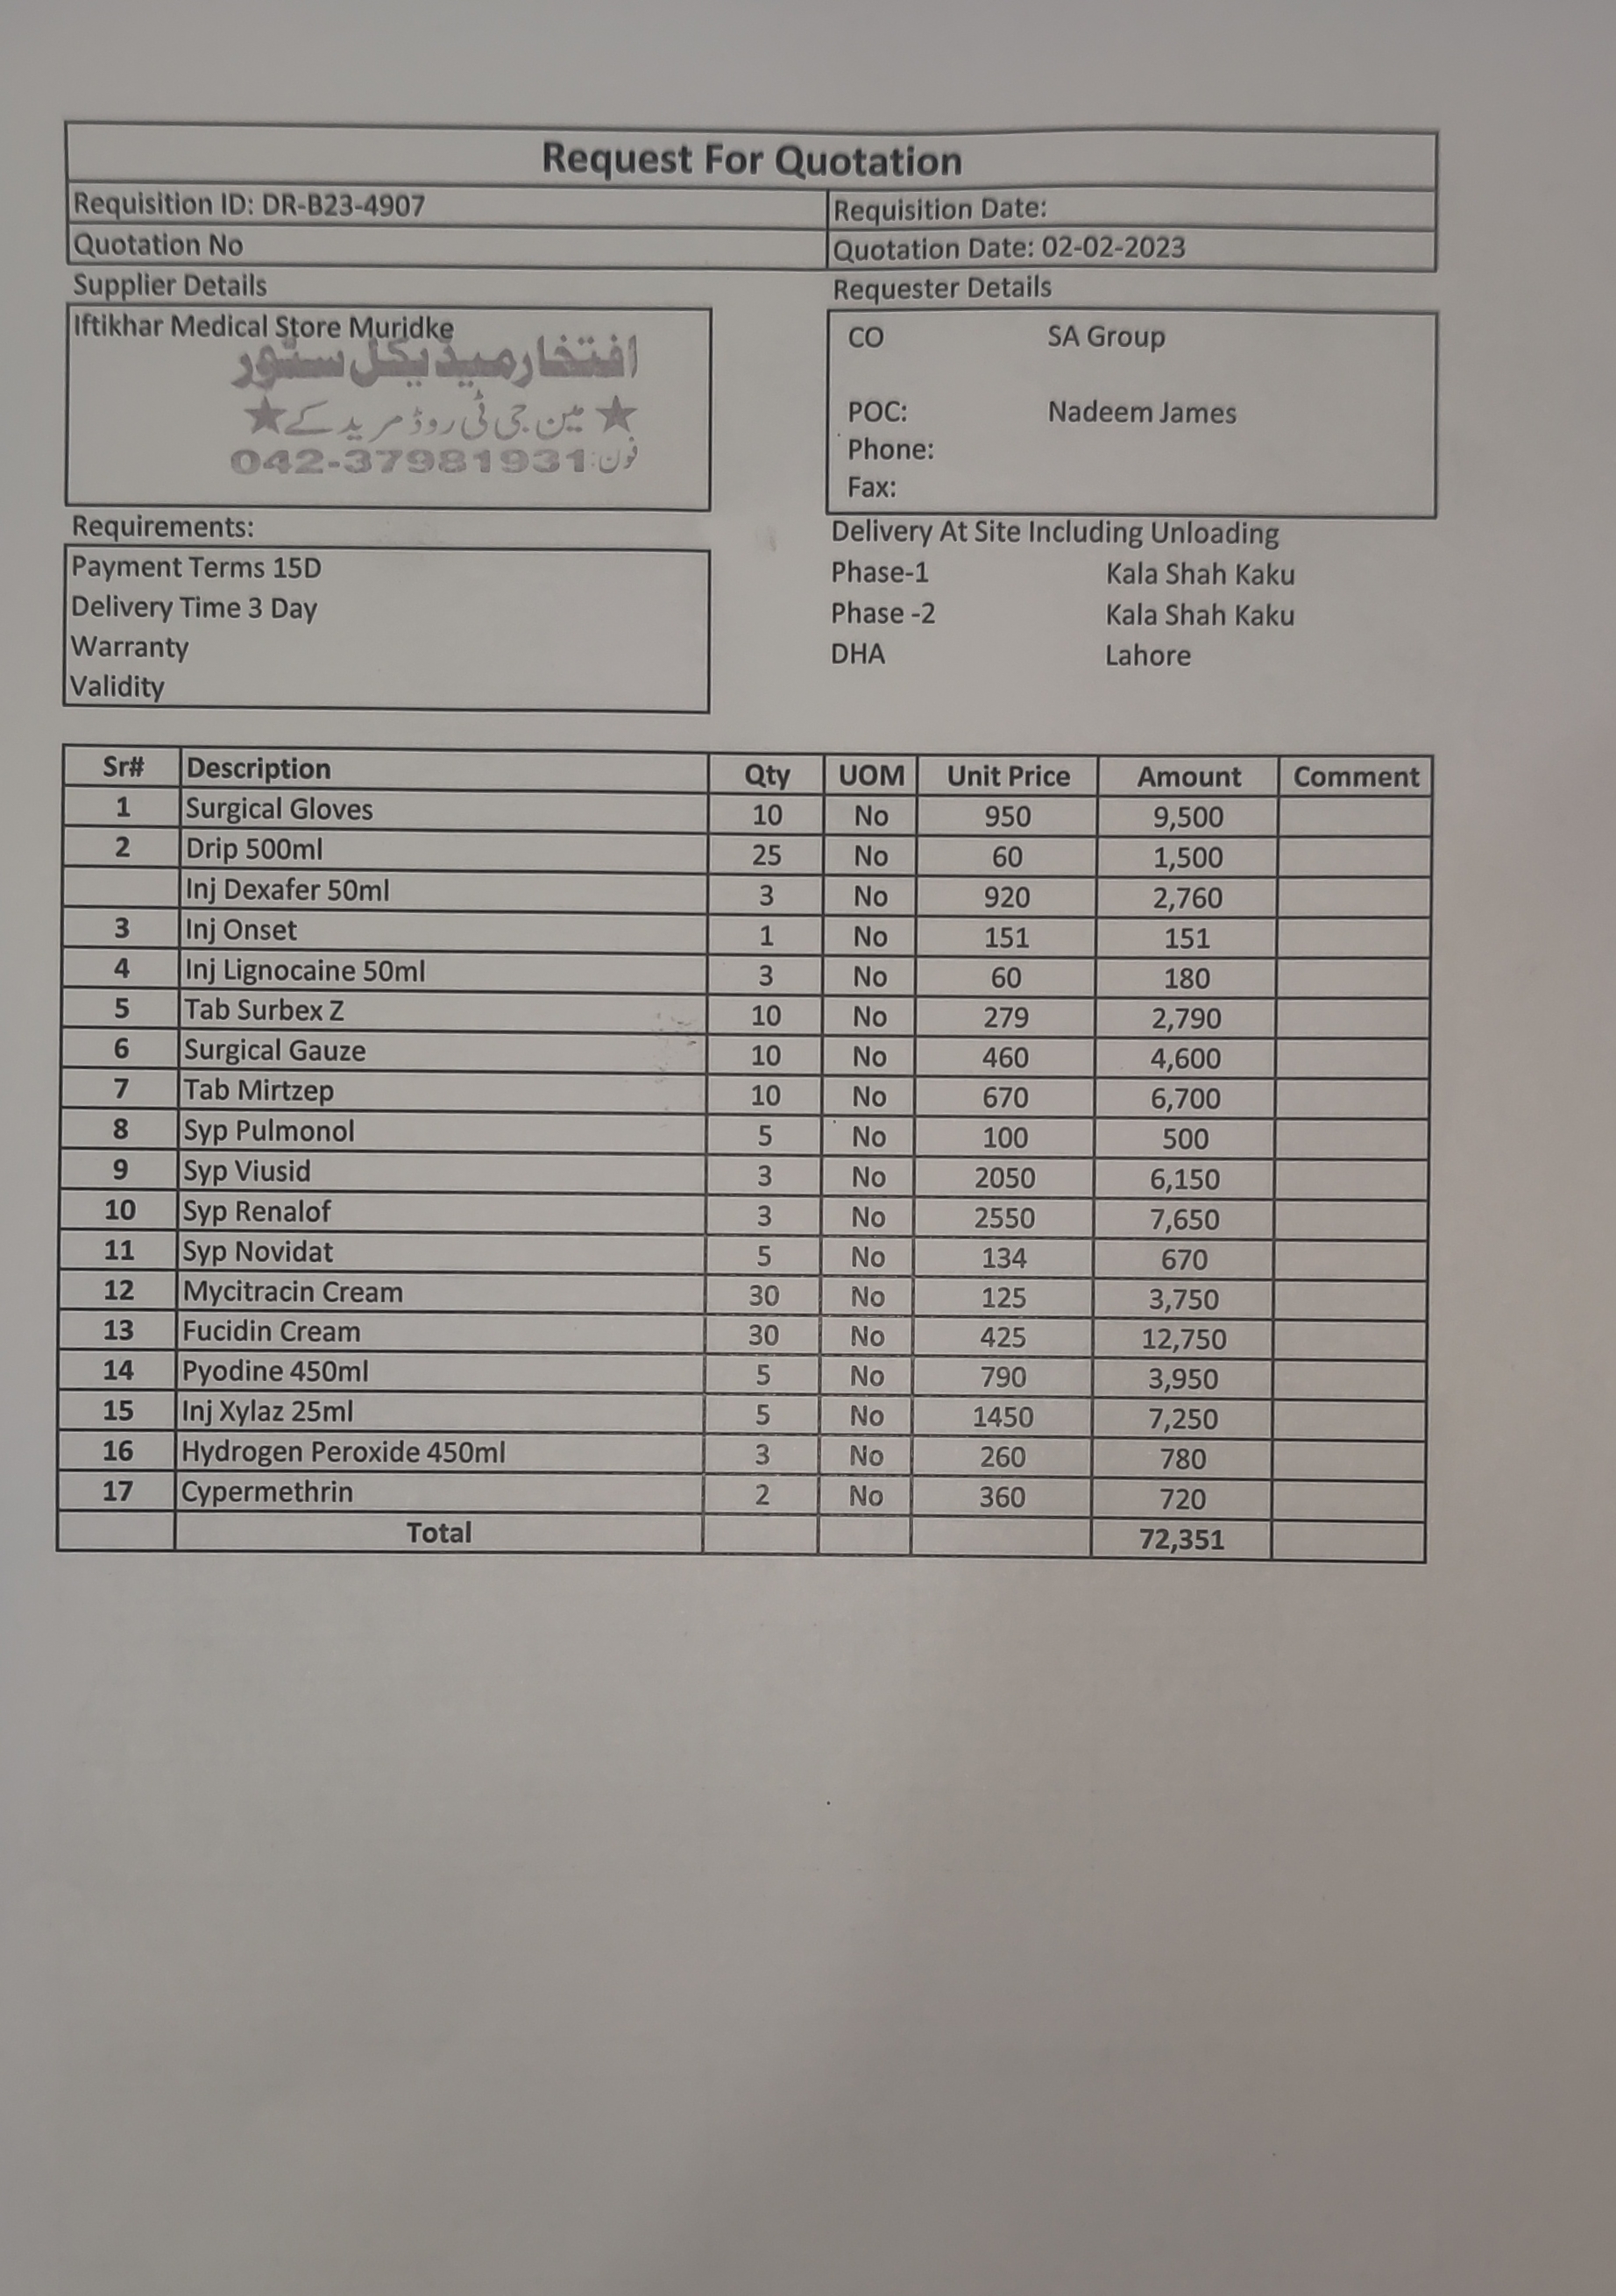 Request For Quotation
Requisition ID: DR-B23-4907 Requisition Date:
Quotation No Quotation Date: 02-02-2023
Supplier Details
Iftikhar Medical Store Muridke
افتخار میڈیکل سٹور
★ مین جی ٹی روڈ مریدکے ★
فون: 042-37981931
Requester Details
CO SA Group
POC: Nadeem James
Phone:
Fax:
Requirements:
Payment Terms 15D
Delivery Time 3 Day
Warranty
Validity
Delivery At Site Including Unloading
Phase-1 Kala Shah Kaku
Phase -2 Kala Shah Kaku
DHA Lahore
Sr# Description Qty UOM Unit Price Amount Comment
1 Surgical Gloves 10 No 950 9,500
2 Drip 500ml 25 No 60 1,500
Inj Dexafer 50ml 3 No 920 2,760
3 Inj Onset 1 No 151 151
4 Inj Lignocaine 50ml 3 No 60 180
5 Tab Surbex Z 10 No 279 2,790
6 Surgical Gauze 10 No 460 4,600
7 Tab Mirtzep 10 No 670 6,700
8 Syp Pulmonol 5 No 100 500
9 Syp Viusid 3 No 2050 6,150
10 Syp Renalof 3 No 2550 7,650
11 Syp Novidat 5 No 134 670
12 Mycitracin Cream 30 No 125 3,750
13 Fucidin Cream 30 No 425 12,750
14 Pyodine 450ml 5 No 790 3,950
15 Inj Xylaz 25ml 5 No 1450 7,250
16 Hydrogen Peroxide 450ml 3 No 260 780
17 Cypermethrin 2 No 360 720
Total 72,351